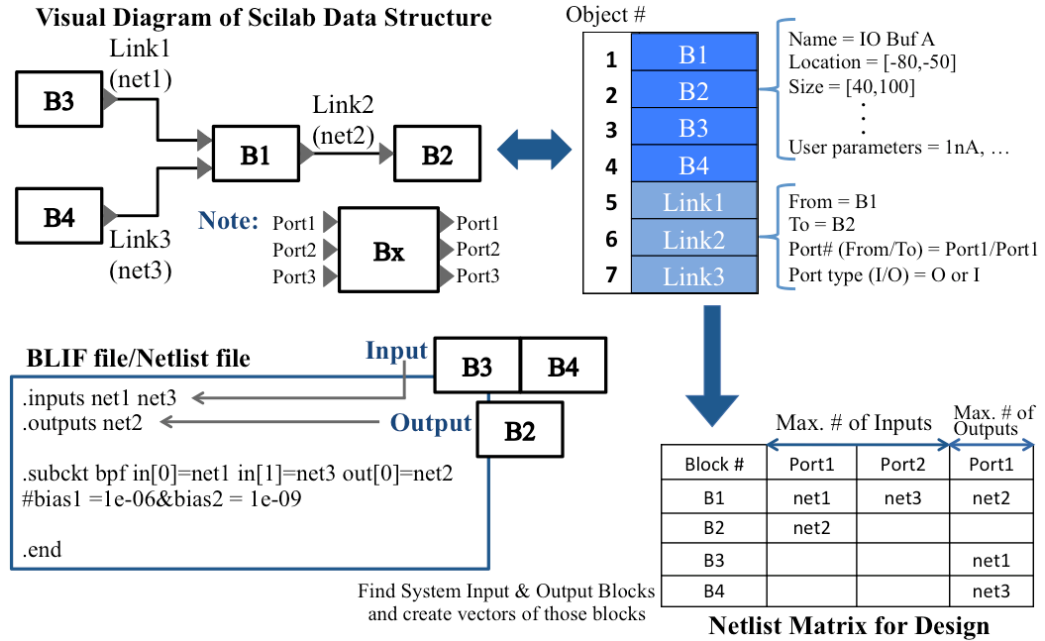 Visual Diagram of Scilab Data Structure
Link1
(net1)
B3
Link2
(net2)
B1
B2
B4
Link3
(net3)
Note:
Port1
Port2
Port3
Bx
Port1
Port2
Port3
Object #
1 B1
2 B2
3 B3
4 B4
5 Link1
6 Link2
7 Link3
Name = IO Buf A
Location = [-80,-50]
Size = [40,100]
User parameters = 1nA, …
From = B1
To = B2
Port# (From/To) = Port1/Port1
Port type (I/O) = O or I
BLIF file/Netlist file
Input
B3 B4
Output
B2
.inputs net1 net3
.outputs net2
.subckt bpf in[0]=net1 in[1]=net3 out[0]=net2
#bias1 =1e-06&bias2 = 1e-09
.end
Find System Input & Output Blocks
and create vectors of those blocks
Max. # of Inputs
Max. # of
Outputs
Block # Port1 Port2 Port1
B1 net1 net3 net2
B2 net2
B3 net1
B4 net3
Netlist Matrix for Design